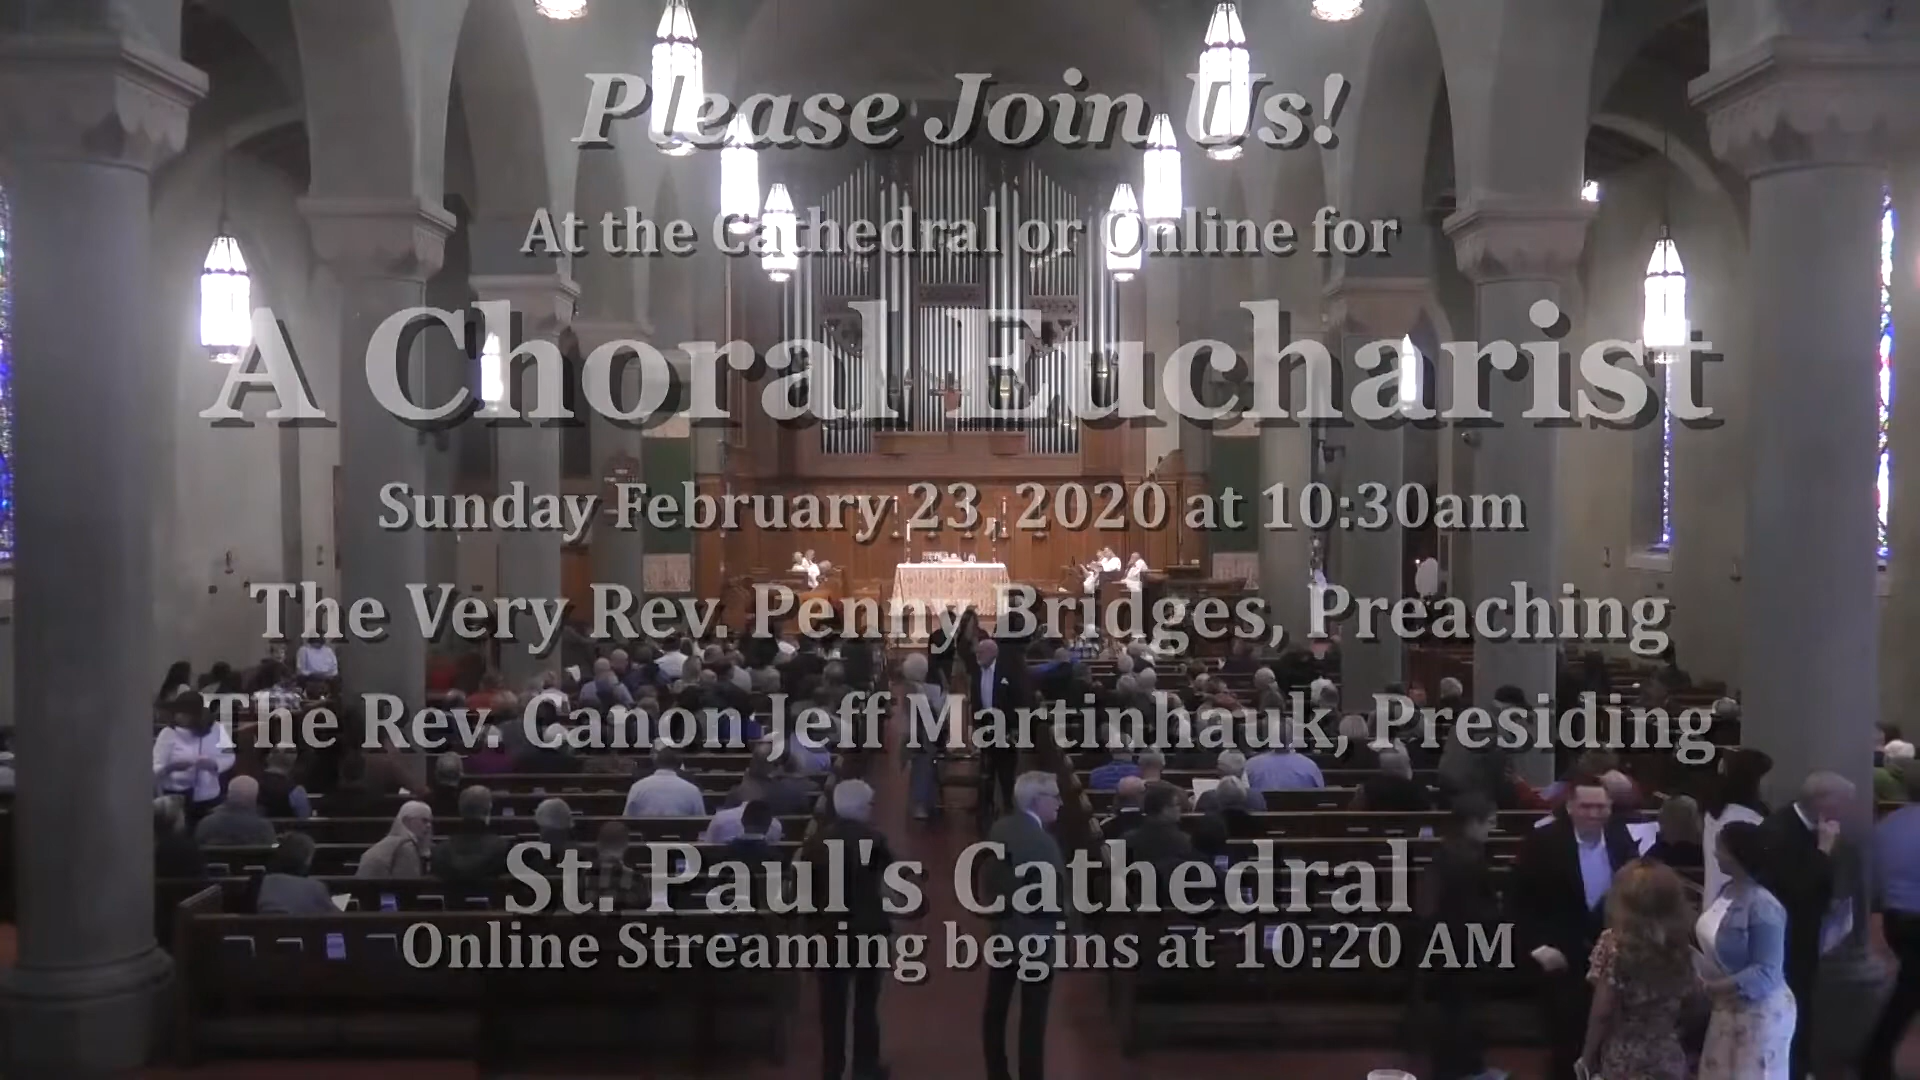 Please Join Us!
At the Cathedral or Online for
A Choral Eucharist
Sunday February 23, 2020 at 10:30am
The Very Rev. Penny Bridges, Preaching
The Rev. Canon Jeff Martinhauk, Presiding
St. Paul's Cathedral
Online Streaming begins at 10:20 AM